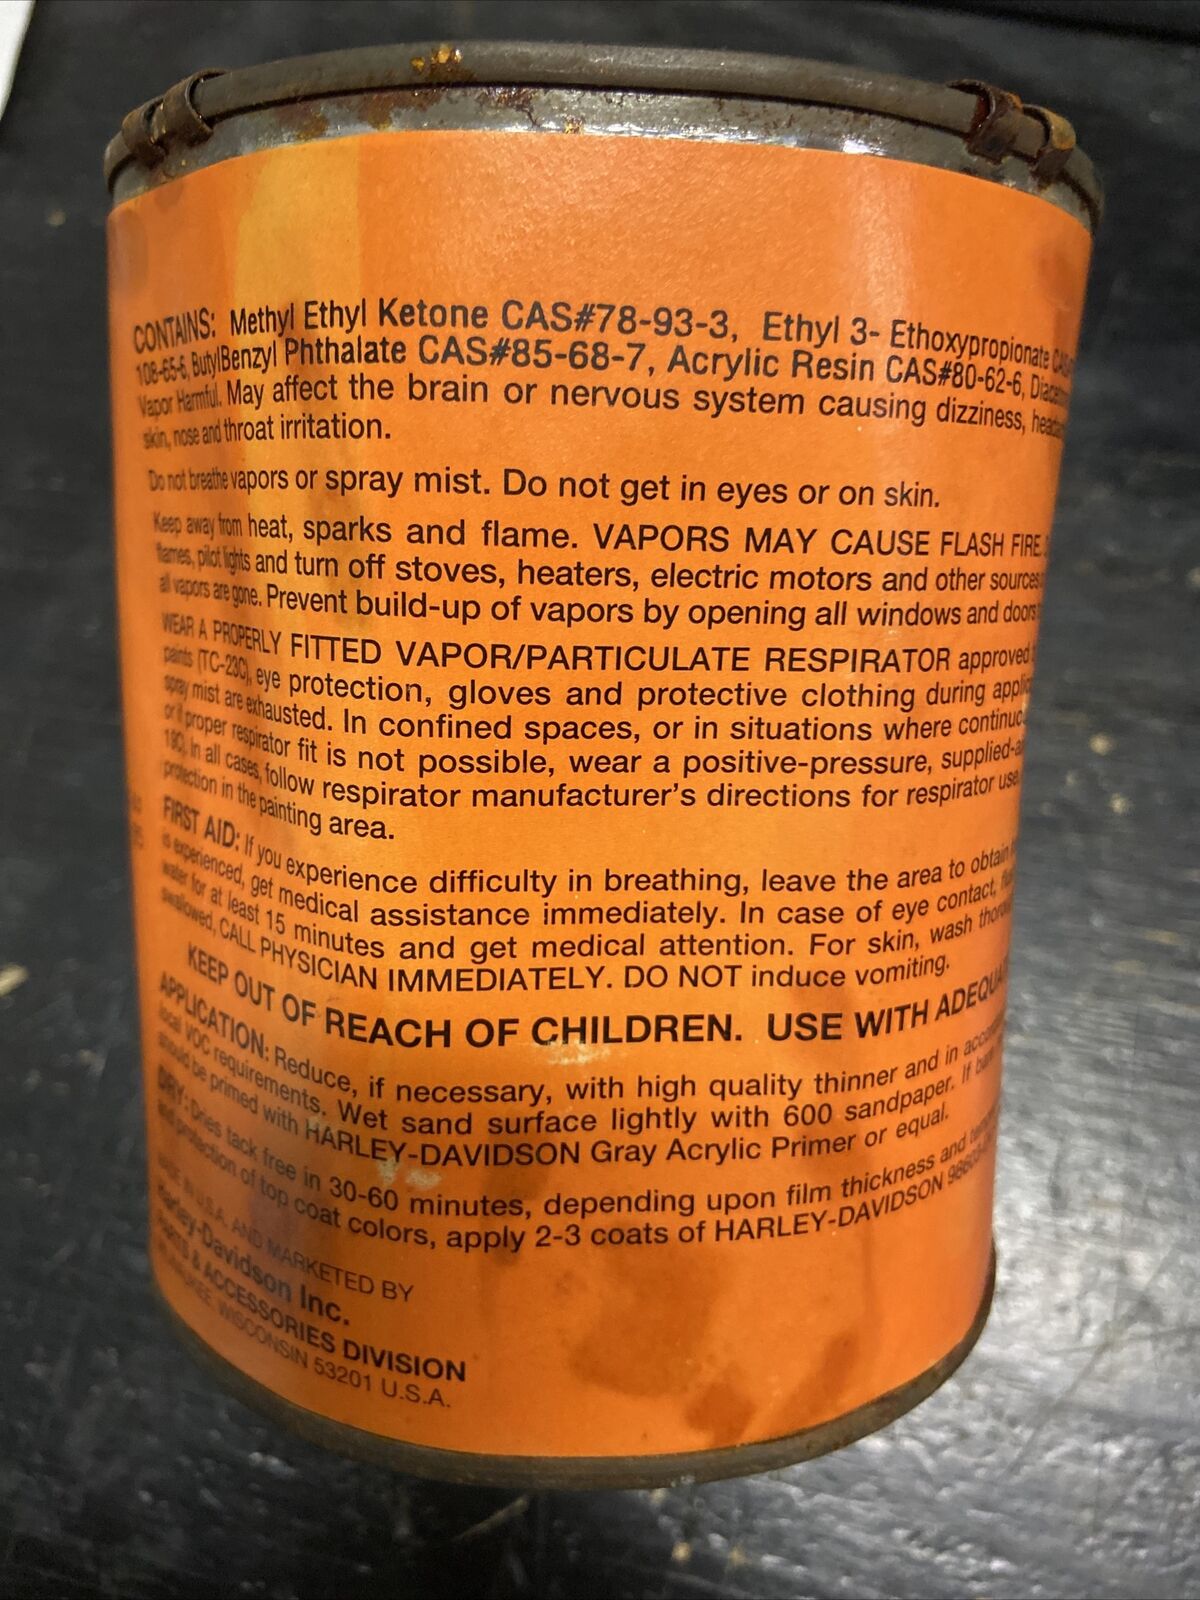 CONTAINS: Methyl Ethyl Ketone CAS#78-93-3, Ethyl 3- Ethoxypropionate
108-65-6, ButylBenzyl Phthalate CAS#85-68-7, Acrylic Resin CAS#80-62-6,
Vapor Harmful. May affect the brain or nervous system causing dizziness,
skin, nose and throat irritation.
Do not breathe vapors or spray mist. Do not get in eyes or on skin.
Keep away from heat, sparks and flame. VAPORS MAY CAUSE FLASH FIRE
flames, pilot lights and turn off stoves, heaters, electric motors and other sources
all vapors are gone. Prevent build-up of vapors by opening all windows and doors
WEAR A PROPERLY FITTED VAPOR/PARTICULATE RESPIRATOR approved
paints (TC-23C), eye protection, gloves and protective clothing during
spray mist are exhausted. In confined spaces, or in situations where
or if proper respirator fit is not possible, wear a positive-pressure,
19C). In all cases, follow respirator manufacturer's directions for respirator use
protection in the painting area.
FIRST AID: If you experience difficulty in breathing, leave the area to obtain
is experienced, get medical assistance immediately. In case of eye contact,
water for at least 15 minutes and get medical attention. For skin, wash
swallowed, CALL PHYSICIAN IMMEDIATELY. DO NOT induce vomiting.
KEEP OUT OF REACH OF CHILDREN. USE WITH
APPLICATION: Reduce, if necessary, with high quality thinner and in
local VOC requirements. Wet sand surface lightly with 600 sandpaper. If
should be primed with HARLEY-DAVIDSON Gray Acrylic Primer or equal.
DRY: Dries tack free in 30-60 minutes, depending upon film thickness and
and protection of top coat colors, apply 2-3 coats of HARLEY-DAVIDSON
MADE IN U.S.A. AND MARKETED BY
Harley-Davidson Inc.
PARTS & ACCESSORIES DIVISION
MILWAUKEE, WISCONSIN 53201 U.S.A.